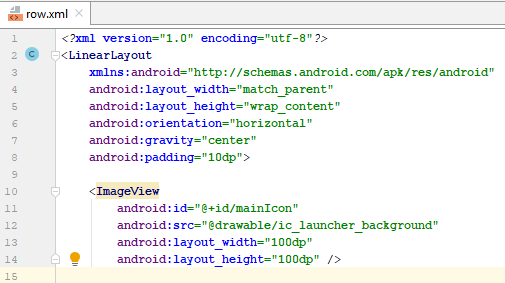 row.xml
1 <?xml version="1.0" encoding="utf-8"?>
2 C <LinearLayout
3 xmlns:android="http://schemas.android.com/apk/res/android"
4 android:layout_width="match_parent"
5 android:layout_height="wrap_content"
6 android:orientation="horizontal"
7 android:gravity="center"
8 android:padding="10dp">
9
10 <ImageView
11 android:id="@+id/mainIcon"
12 android:src="@drawable/ic_launcher_background"
13 android:layout_width="100dp"
14 android:layout_height="100dp" />
15